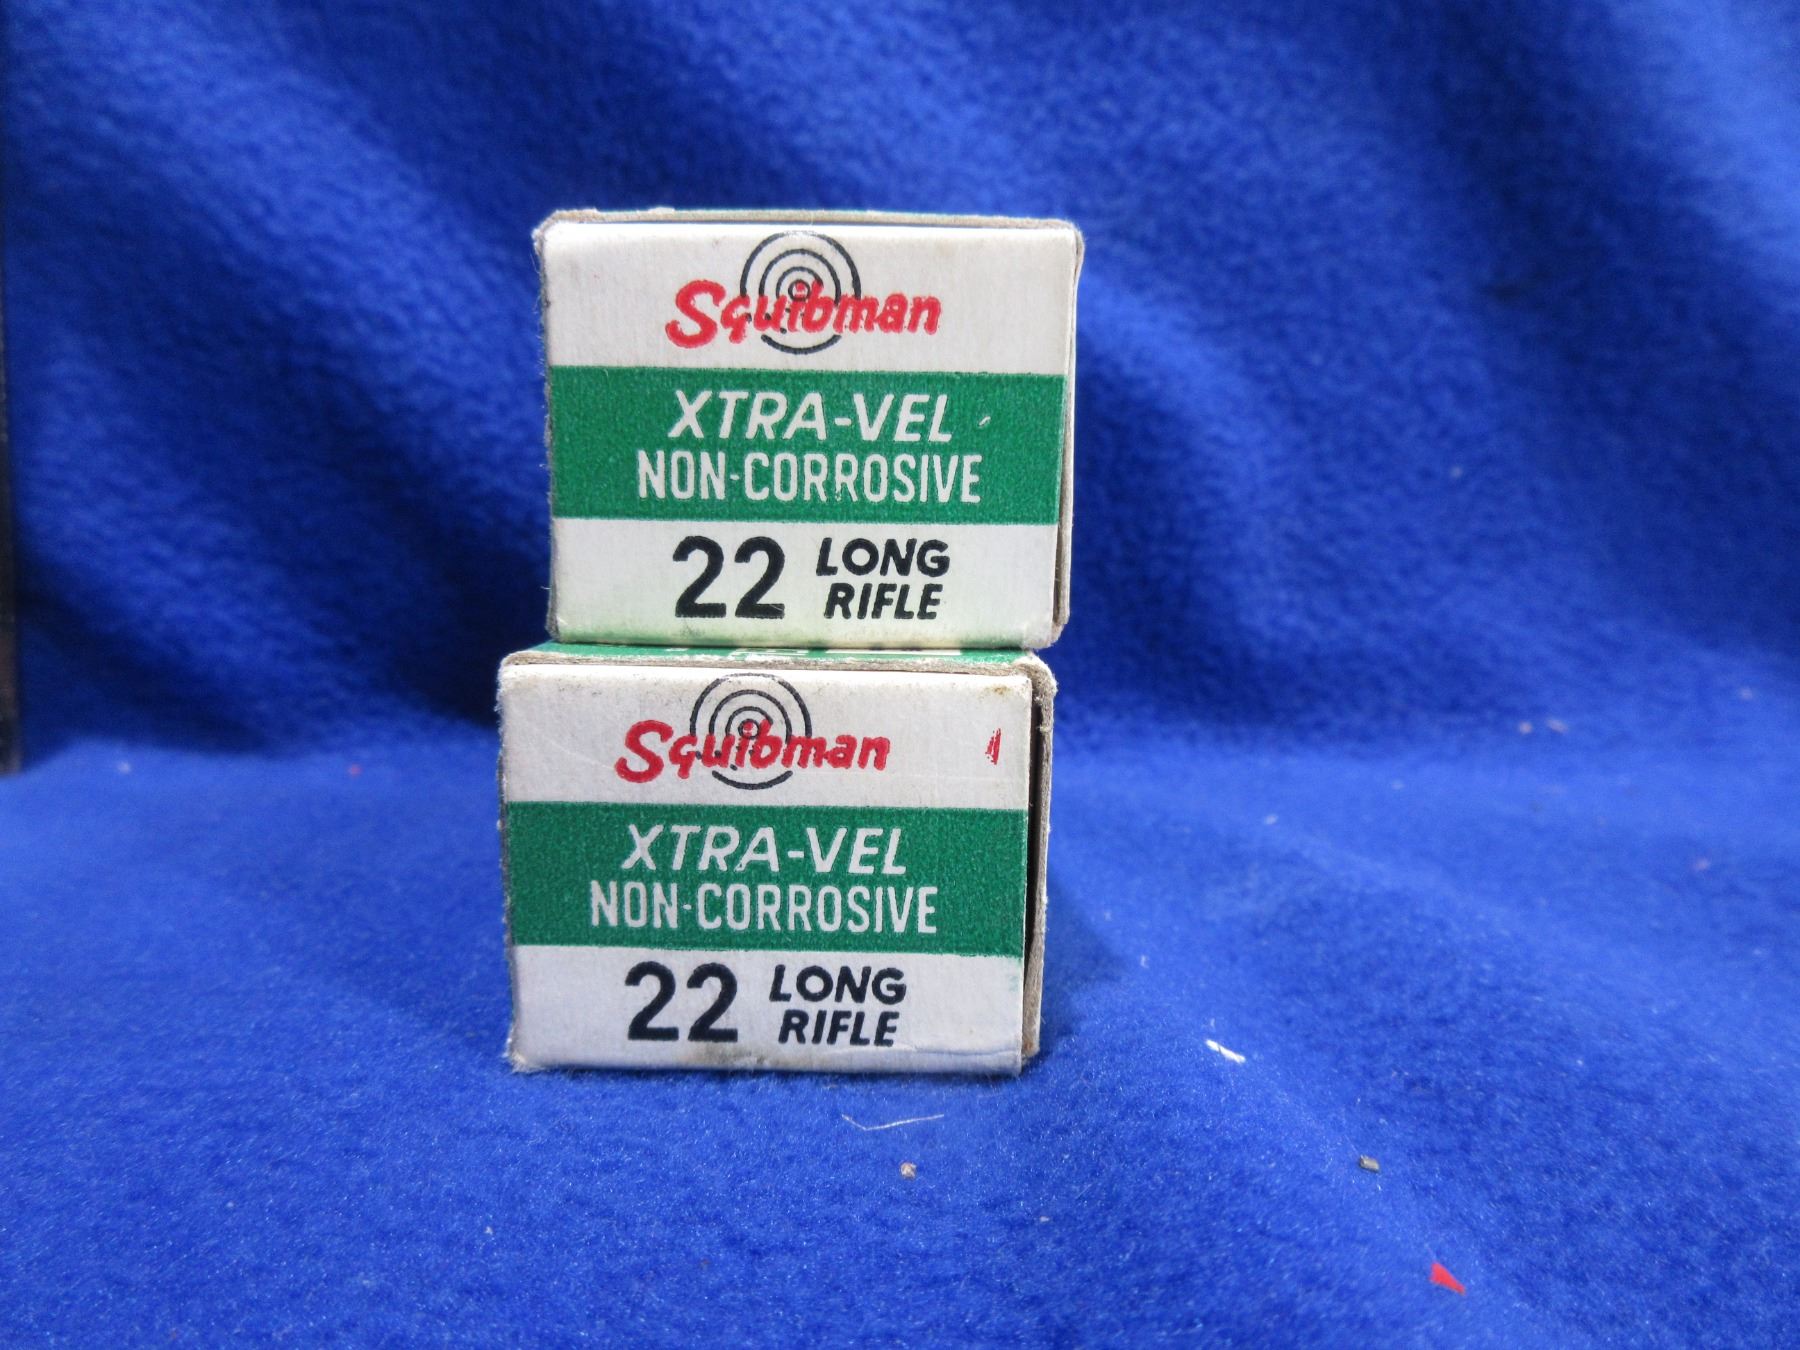 Squibman
XTRA-VEL
NON-CORROSIVE
22 LONG
RIFLE
Squibman
XTRA-VEL
NON-CORROSIVE
22 LONG
RIFLE